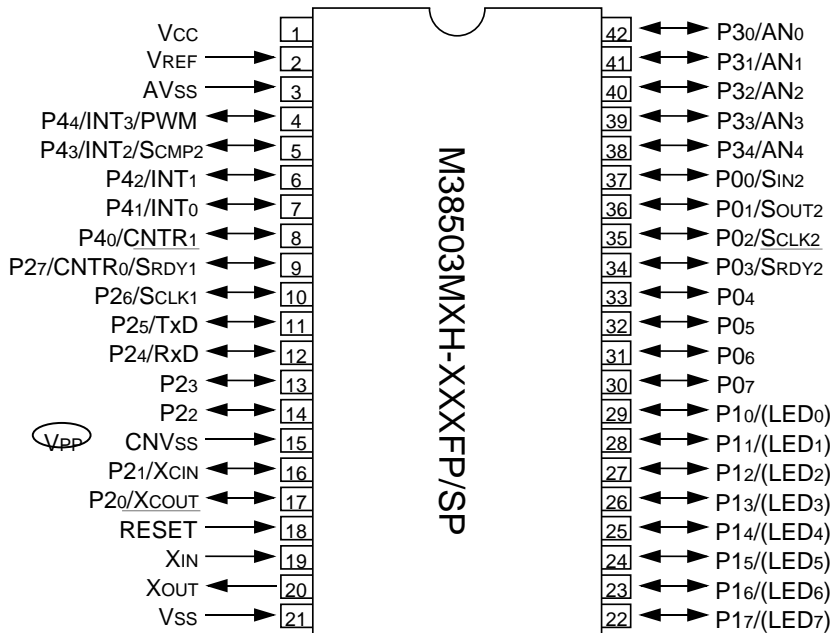 VCC 1
VREF 2
AVSS 3
P44/INT3/PWM 4
P43/INT2/SCMP2 5
P42/INT1 6
P41/INT0 7
P40/CNTR1 8
P27/CNTR0/SRDY1 9
P26/SCLK1 10
P25/TxD 11
P24/RxD 12
P23 13
P22 14
VPP CNVSS 15
P21/XCIN 16
P20/XCOUT 17
RESET 18
XIN 19
XOUT 20
VSS 21
M38503MXH-XXXFP/SP
42 P30/AN0
41 P31/AN1
40 P32/AN2
39 P33/AN3
38 P34/AN4
37 P00/SIN2
36 P01/SOUT2
35 P02/SCLK2
34 P03/SRDY2
33 P04
32 P05
31 P06
30 P07
29 P10/(LED0)
28 P11/(LED1)
27 P12/(LED2)
26 P13/(LED3)
25 P14/(LED4)
24 P15/(LED5)
23 P16/(LED6)
22 P17/(LED7)